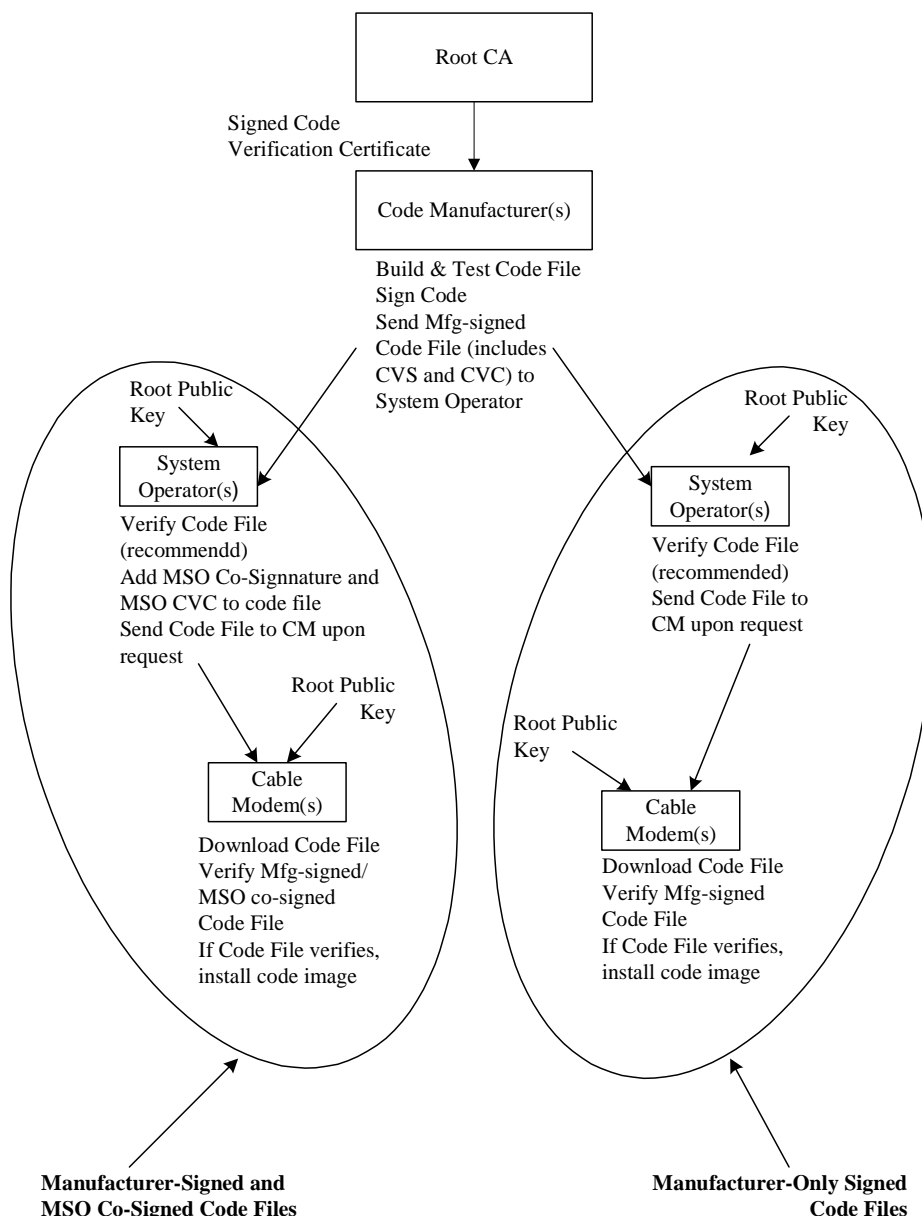 Root CA
Signed Code
Verification Certificate
Code Manufacturer(s)
Build & Test Code File
Sign Code
Send Mfg-signed
Code File (includes
CVS and CVC) to
System Operator
Root Public
Key
System
Operator(s)
Verify Code File
(recommendd)
Add MSO Co-Signnature and
MSO CVC to code file
Send Code File to CM upon
request
Root Public
Key
Cable
Modem(s)
Download Code File
Verify Mfg-signed/
MSO co-signed
Code File
If Code File verifies,
install code image
Root Public
Key
System
Operator(s)
Verify Code File
(recommended)
Send Code File to
CM upon request
Root Public
Key
Cable
Modem(s)
Download Code File
Verify Mfg-signed
Code File
If Code File verifies,
install code image
Manufacturer-Signed and
MSO Co-Signed Code Files
Manufacturer-Only Signed
Code Files